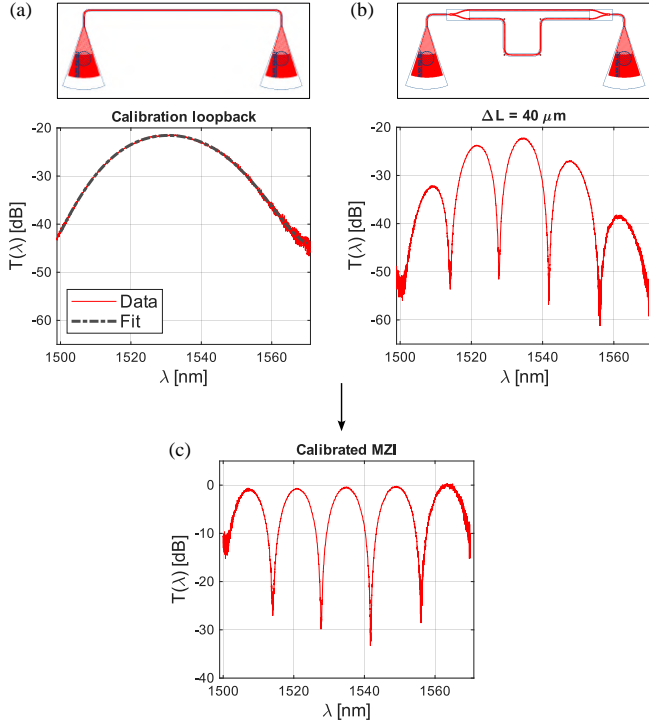 (a)
(b)
Calibration loopback
Δ L = 40 μm
-20
-30
-40
-50
-60
T(λ) [dB]
Data
Fit
1500
1520
1540
1560
λ [nm]
-20
-30
-40
-50
-60
T(λ) [dB]
1500
1520
1540
1560
λ [nm]
(c)
Calibrated MZI
0
-10
-20
-30
-40
T(λ) [dB]
1500
1520
1540
1560
λ [nm]